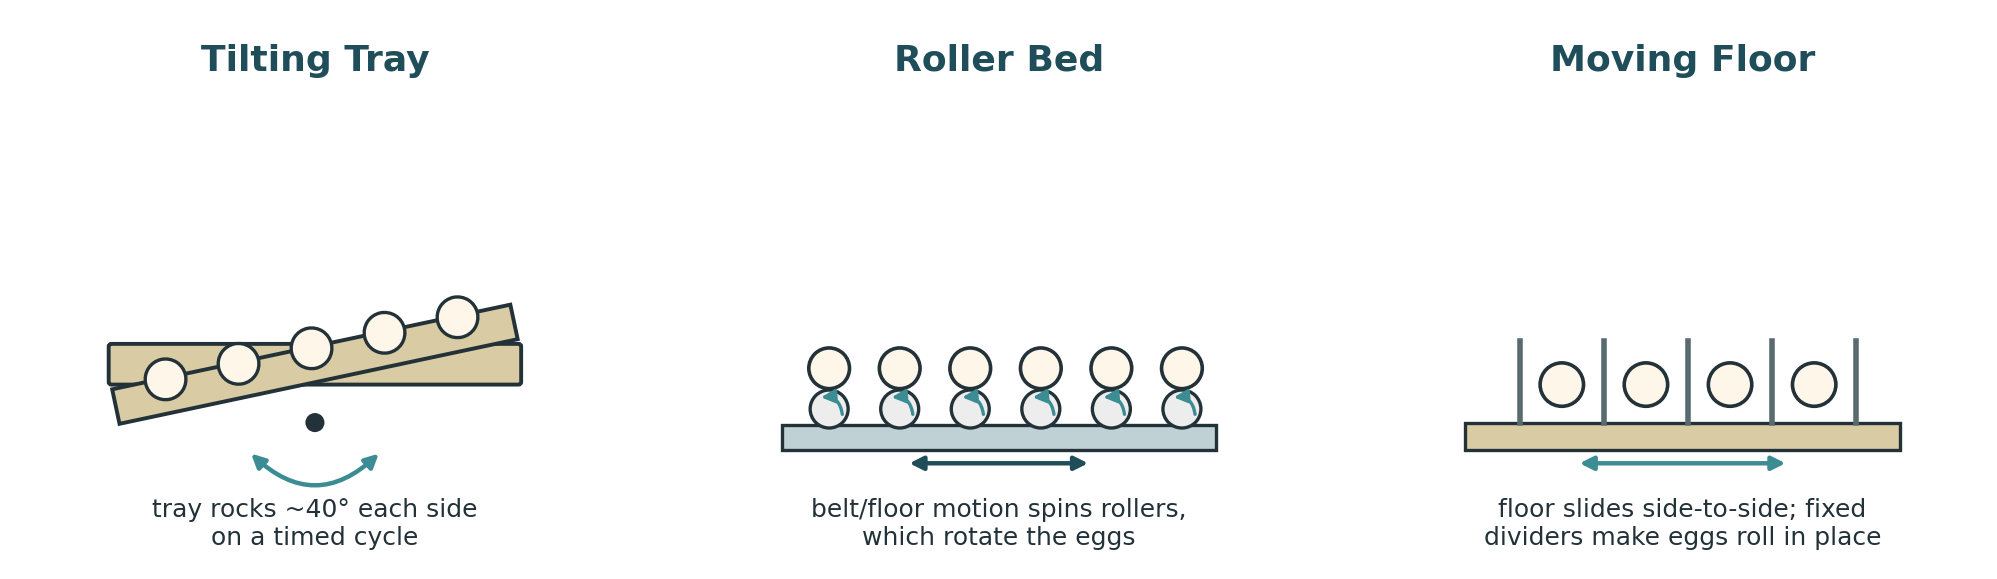 Tilting Tray
tray rocks ~40° each side
on a timed cycle
Roller Bed
belt/floor motion spins rollers,
which rotate the eggs
Moving Floor
floor slides side-to-side; fixed
dividers make eggs roll in place